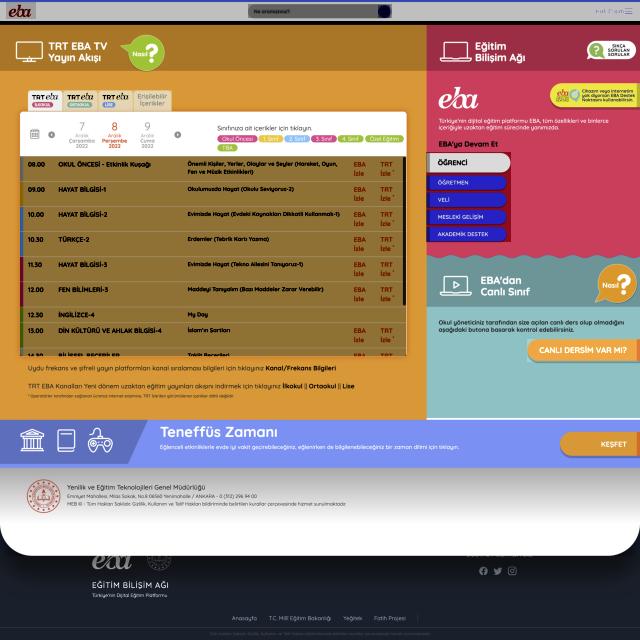 eba
Ne aramıştınız?
TRT EBA TV
Yayın Akışı
Nasıl
?
Eğitim
Bilişim Ağı
?
SIKÇA
SORULAN
SORULAR
TRT eba
İLKOKUL
TRT eba
ORTAOKUL
TRT eba
LİSE
Erişilebilir
İçerikler
7
Aralık
Çarşamba
2022
8
Aralık
Perşembe
2022
9
Aralık
Cuma
2022
Sınıfınıza ait içerikler için tıklayın.
Okul Öncesi
1. Sınıf
2. Sınıf
3. Sınıf
4. Sınıf
Özel Eğitim
TBA
08.00 OKUL ÖNCESİ - Etkinlik Kuşağı Önemli Kişiler, Yerler, Olaylar ve Şeyler (Hareket, Oyun, Fen ve Müzik Etkinlikleri) EBA İzle TRT İzle *
09.00 HAYAT BİLGİSİ-1 Okulumuzda Hayat (Okulu Seviyoruz-2) EBA İzle TRT İzle *
10.00 HAYAT BİLGİSİ-2 Evimizde Hayat (Evdeki Kaynakları Dikkatli Kullanmak-1) EBA İzle TRT İzle *
10.30 TÜRKÇE-2 Erdemler (Tebrik Kartı Yazma) EBA İzle TRT İzle *
11.30 HAYAT BİLGİSİ-3 Evimizde Hayat (Tekno Ailesini Tanıyoruz-1) EBA İzle TRT İzle *
12.00 FEN BİLİMLERİ-3 Maddeyi Tanıyalım (Bazı Maddeler Zarar Verebilir) EBA İzle TRT İzle *
12.30 İNGİLİZCE-4 My Day
13.00 DİN KÜLTÜRÜ VE AHLAK BİLGİSİ-4 İslam'ın Şartları EBA İzle TRT İzle *
14.30 BİLİŞSEL BECERİLER Taklit Becerileri EBA TRT
Uydu frekans ve şifreli yayın platformları kanal sıralaması bilgileri için tıklayınız Kanal/Frekans Bilgileri
TRT EBA Kanalları Yeni dönem uzaktan eğitim yayınları akışını indirmek için tıklayınız İlkokul || Ortaokul || Lise
eba
Cihazım veya internetim
yok diyorsan EBA Destek
Noktasını kullanabilirsin.
Türkiye'nin dijital eğitim platformu EBA, tüm özellikleri ve binlerce
içeriğiyle uzaktan eğitim sürecinde yanınızda.
EBA'ya Devam Et
ÖĞRENCİ
ÖĞRETMEN
VELİ
MESLEKİ GELİŞİM
AKADEMİK DESTEK
EBA'dan
Canlı Sınıf
Nasıl
?
Okul yöneticiniz tarafından size açılan canlı ders olup olmadığını
aşağıdaki butona basarak kontrol edebilirsiniz.
CANLI DERSİM VAR MI?
Teneffüs Zamanı
Eğlenceli etkinliklerle evde iyi vakit geçirebileceğiniz, eğlenirken de bilgilenebileceğiniz bir zaman dilimi için tıklayın.
KEŞFET
Yenilik ve Eğitim Teknolojileri Genel Müdürlüğü
Emniyet Mahallesi, Milas Sokak, No.8 06560 Yenimahalle / ANKARA - 0 (312) 296 94 00
MEB © - Tüm Hakları Saklıdır. Gizlilik, Kullanım ve Telif Hakları bildiriminde belirtilen kurallar çerçevesinde hizmet sunulmaktadır.
eba
EĞİTİM BİLİŞİM AĞI
Türkiye'nin Dijital Eğitim Platformu
Anasayfa
T.C. Millî Eğitim Bakanlığı
Yeğitek
Fatih Projesi